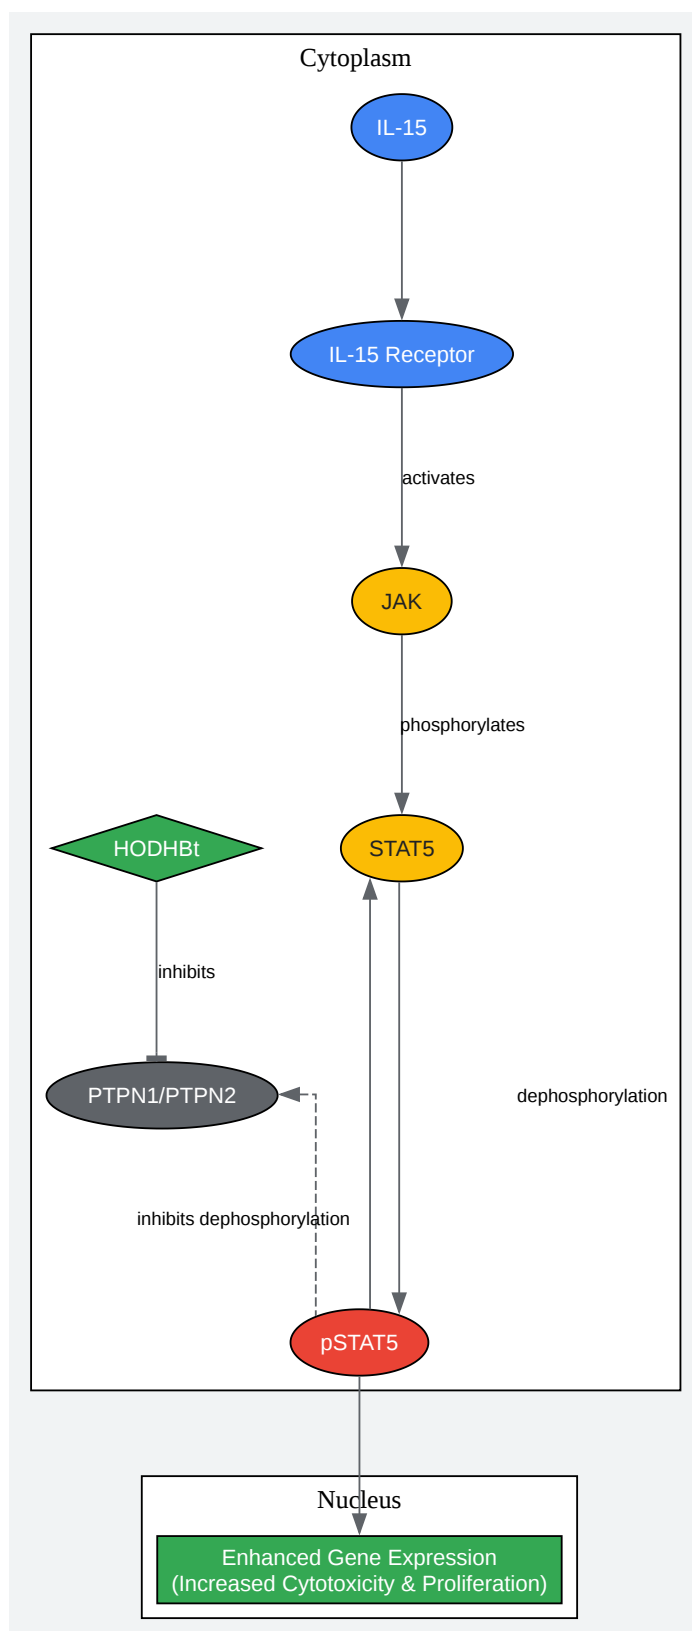 Cytoplasm
IL-15
IL-15 Receptor
activates
JAK
phosphorylates
HODHBt
STAT5
inhibits
PTPN1/PTPN2
dephosphorylation
inhibits dephosphorylation
pSTAT5
Nucleus
Enhanced Gene Expression
(Increased Cytotoxicity & Proliferation)